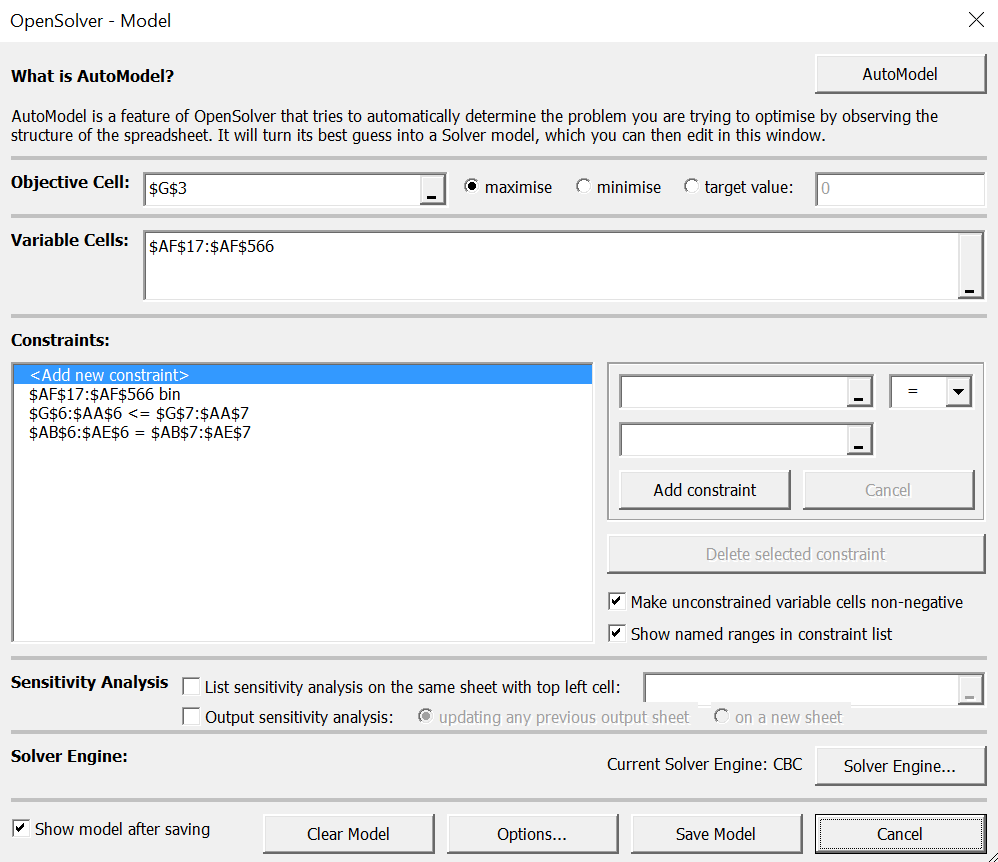 OpenSolver - Model
What is AutoModel?
AutoModel
AutoModel is a feature of OpenSolver that tries to automatically determine the problem you are trying to optimise by observing the
structure of the spreadsheet. It will turn its best guess into a Solver model, which you can then edit in this window.
Objective Cell: $G$3 maximise minimise target value: 0
Variable Cells: $AF$17:$AF$566
Constraints:
<Add new constraint>
$AF$17:$AF$566 bin
$G$6:$AA$6 <= $G$7:$AA$7
$AB$6:$AE$6 = $AB$7:$AE$7
=
Add constraint Cancel
Delete selected constraint
Make unconstrained variable cells non-negative
Show named ranges in constraint list
Sensitivity Analysis List sensitivity analysis on the same sheet with top left cell:
Output sensitivity analysis: updating any previous output sheet on a new sheet
Solver Engine:
Current Solver Engine: CBC Solver Engine...
Show model after saving Clear Model Options... Save Model Cancel